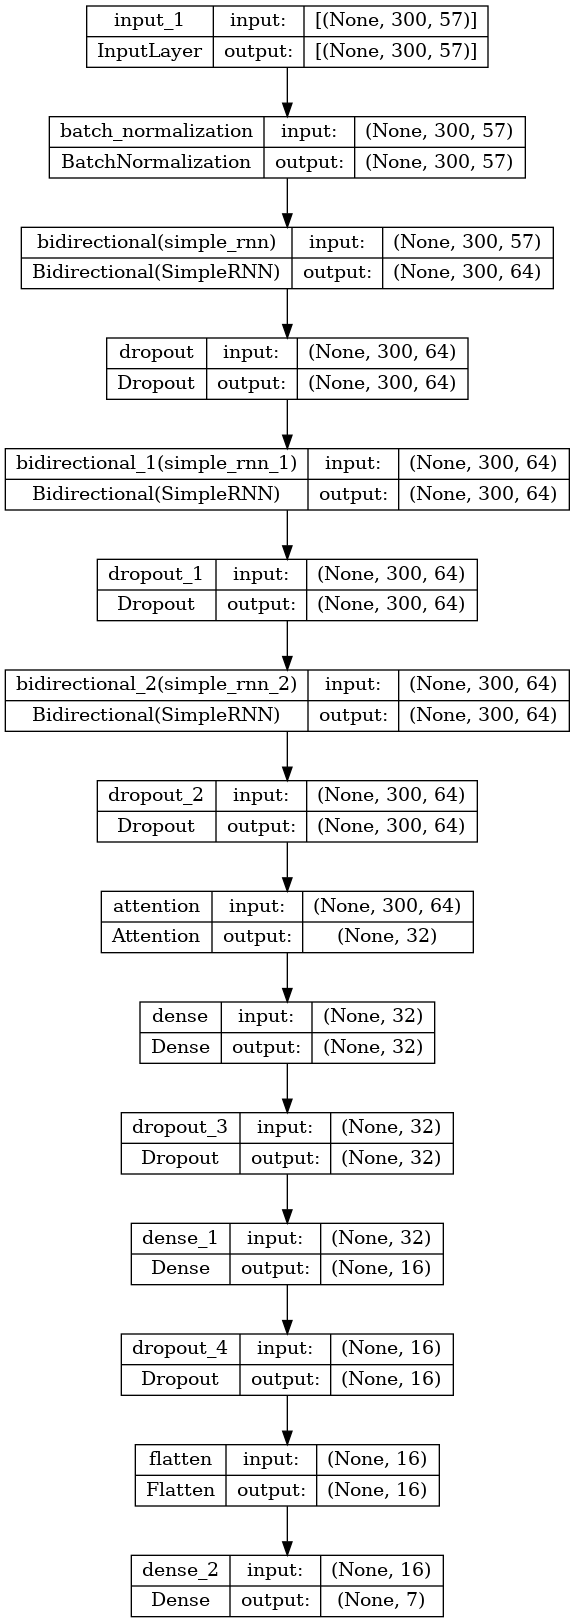 input_1 input: [(None, 300, 57)]
InputLayer output: [(None, 300, 57)]
batch_normalization input: (None, 300, 57)
BatchNormalization output: (None, 300, 57)
bidirectional(simple_rnn) input: (None, 300, 57)
Bidirectional(SimpleRNN) output: (None, 300, 64)
dropout input: (None, 300, 64)
Dropout output: (None, 300, 64)
bidirectional_1(simple_rnn_1) input: (None, 300, 64)
Bidirectional(SimpleRNN) output: (None, 300, 64)
dropout_1 input: (None, 300, 64)
Dropout output: (None, 300, 64)
bidirectional_2(simple_rnn_2) input: (None, 300, 64)
Bidirectional(SimpleRNN) output: (None, 300, 64)
dropout_2 input: (None, 300, 64)
Dropout output: (None, 300, 64)
attention input: (None, 300, 64)
Attention output: (None, 32)
dense input: (None, 32)
Dense output: (None, 32)
dropout_3 input: (None, 32)
Dropout output: (None, 32)
dense_1 input: (None, 32)
Dense output: (None, 16)
dropout_4 input: (None, 16)
Dropout output: (None, 16)
flatten input: (None, 16)
Flatten output: (None, 16)
dense_2 input: (None, 16)
Dense output: (None, 7)